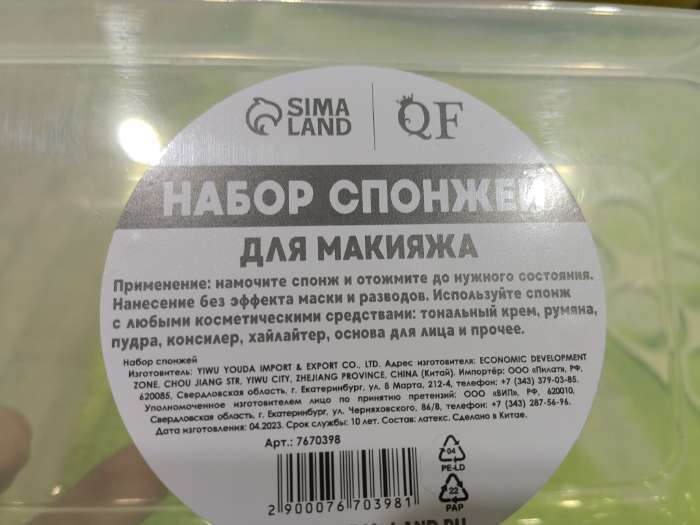 SIMA LAND QF
НАБОР СПОНЖЕЙ
ДЛЯ МАКИЯЖА
Применение: намочите спонж и отожмите до нужного состояния.
Нанесение без эффекта маски и разводов. Используйте спонж
с любыми косметическими средствами: тональный крем, румяна,
пудра, консилер, хайлайтер, основа для лица и прочее.
Набор спонжей
Изготовитель: YIWU YOUDA IMPORT & EXPORT CO., LTD. Адрес изготовителя: ECONOMIC DEVELOPMENT
ZONE, CHOU JIANG STR, YIWU CITY, ZHEJIANG PROVINCE, CHINA (Китай). Импортёр: ООО «Пилат», РФ,
620085, Свердловская область, г. Екатеринбург, ул. 8 Марта, 212-4, телефон: +7 (343) 379-03-85.
Уполномоченное изготовителем лицо по принятию претензий: ООО «ВИП», РФ, 620010,
Свердловская область, г. Екатеринбург, ул. Черняховского, 86/8, телефон: +7 (343) 287-56-96.
Дата изготовления: 04.2023. Срок службы: 10 лет. Состав: латекс. Сделано в Китае.
Арт.: 7670398
04
PE-LD
22
PAP
2 900076 703981